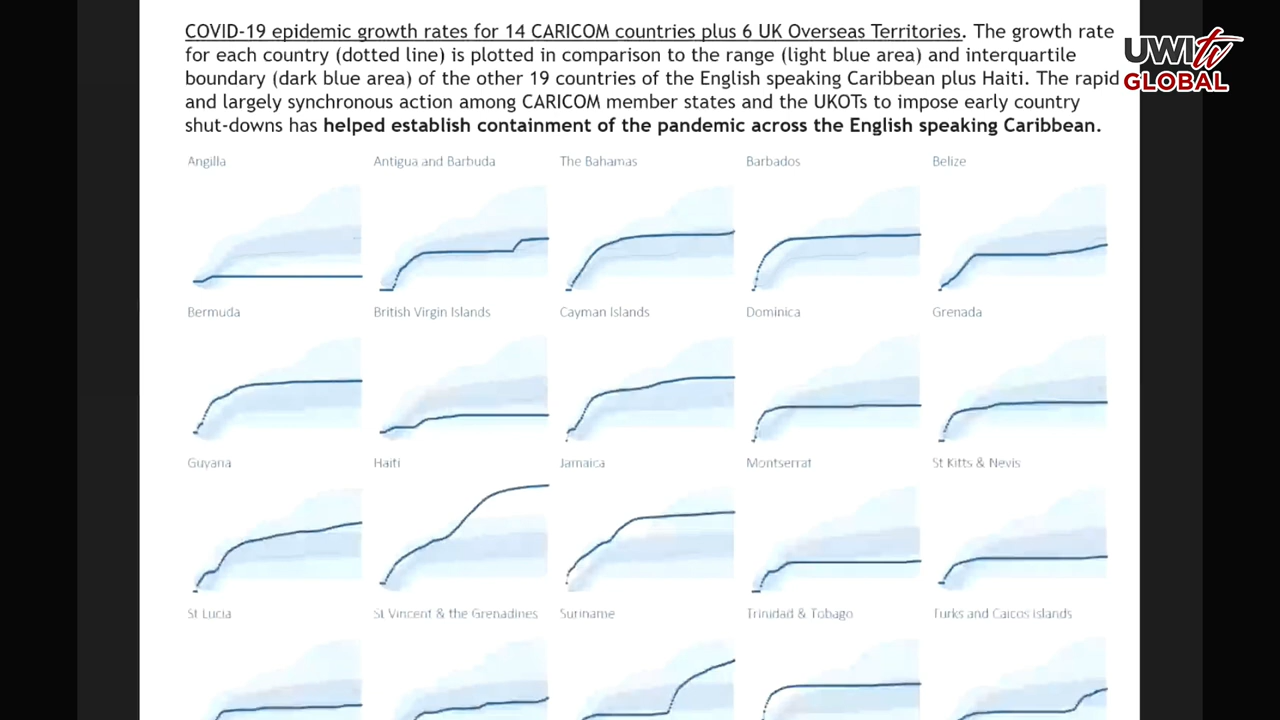 COVID-19 epidemic growth rates for 14 CARICOM countries plus 6 UK Overseas Territories. The growth rate
for each country (dotted line) is plotted in comparison to the range (light blue area) and interquartile
boundary (dark blue area) of the other 19 countries of the English speaking Caribbean plus Haiti. The rapid
and largely synchronous action among CARICOM member states and the UKOTs to impose early country
shut-downs has helped establish containment of the pandemic across the English speaking Caribbean.
UWItv
GLOBAL
Angilla Antigua and Barbuda The Bahamas Barbados Belize
Bermuda British Virgin Islands Cayman Islands Dominica Grenada
Guyana Haiti Jamaica Montserrat St Kitts & Nevis
St Lucia St Vincent & the Grenadines Suriname Trinidad & Tobago Turks and Caicos Islands